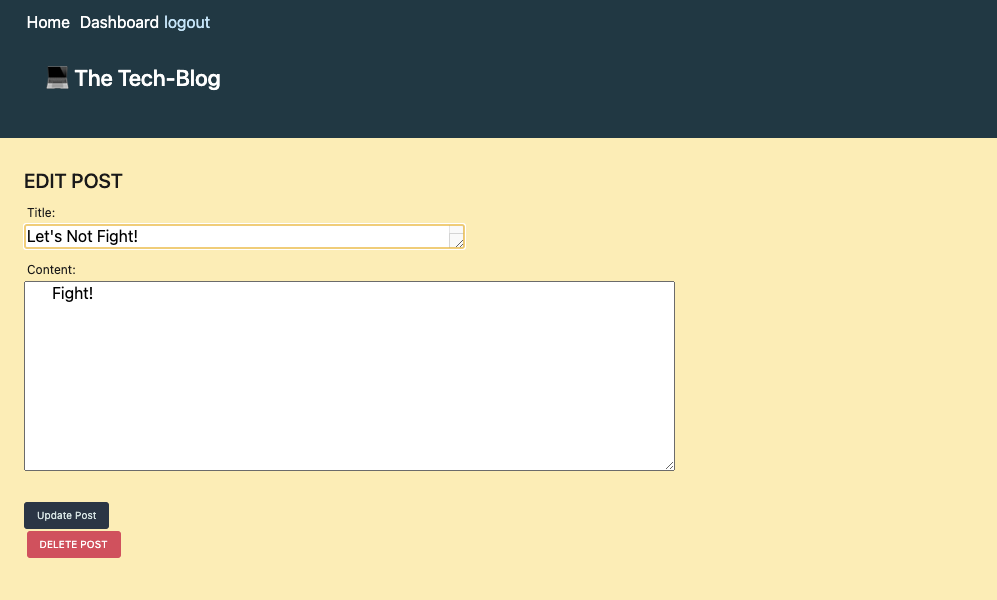 Home Dashboard logout
💻 The Tech-Blog
EDIT POST
Title:
Let's Not Fight!
Content:
Fight!
Update Post
DELETE POST